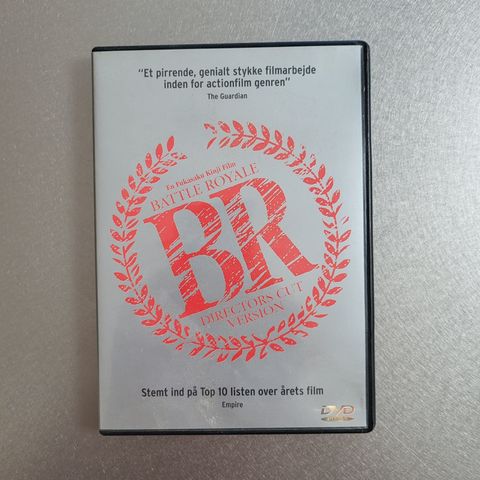 “Et pirrende, genialt stykke filmarbejde
inden for actionfilm genren”
The Guardian
En Fukasaku Kinji Film
BATTLE ROYALE
BR
DIRECTORS CUT
VERSION
Stemt ind på Top 10 listen over årets film
Empire
DVD